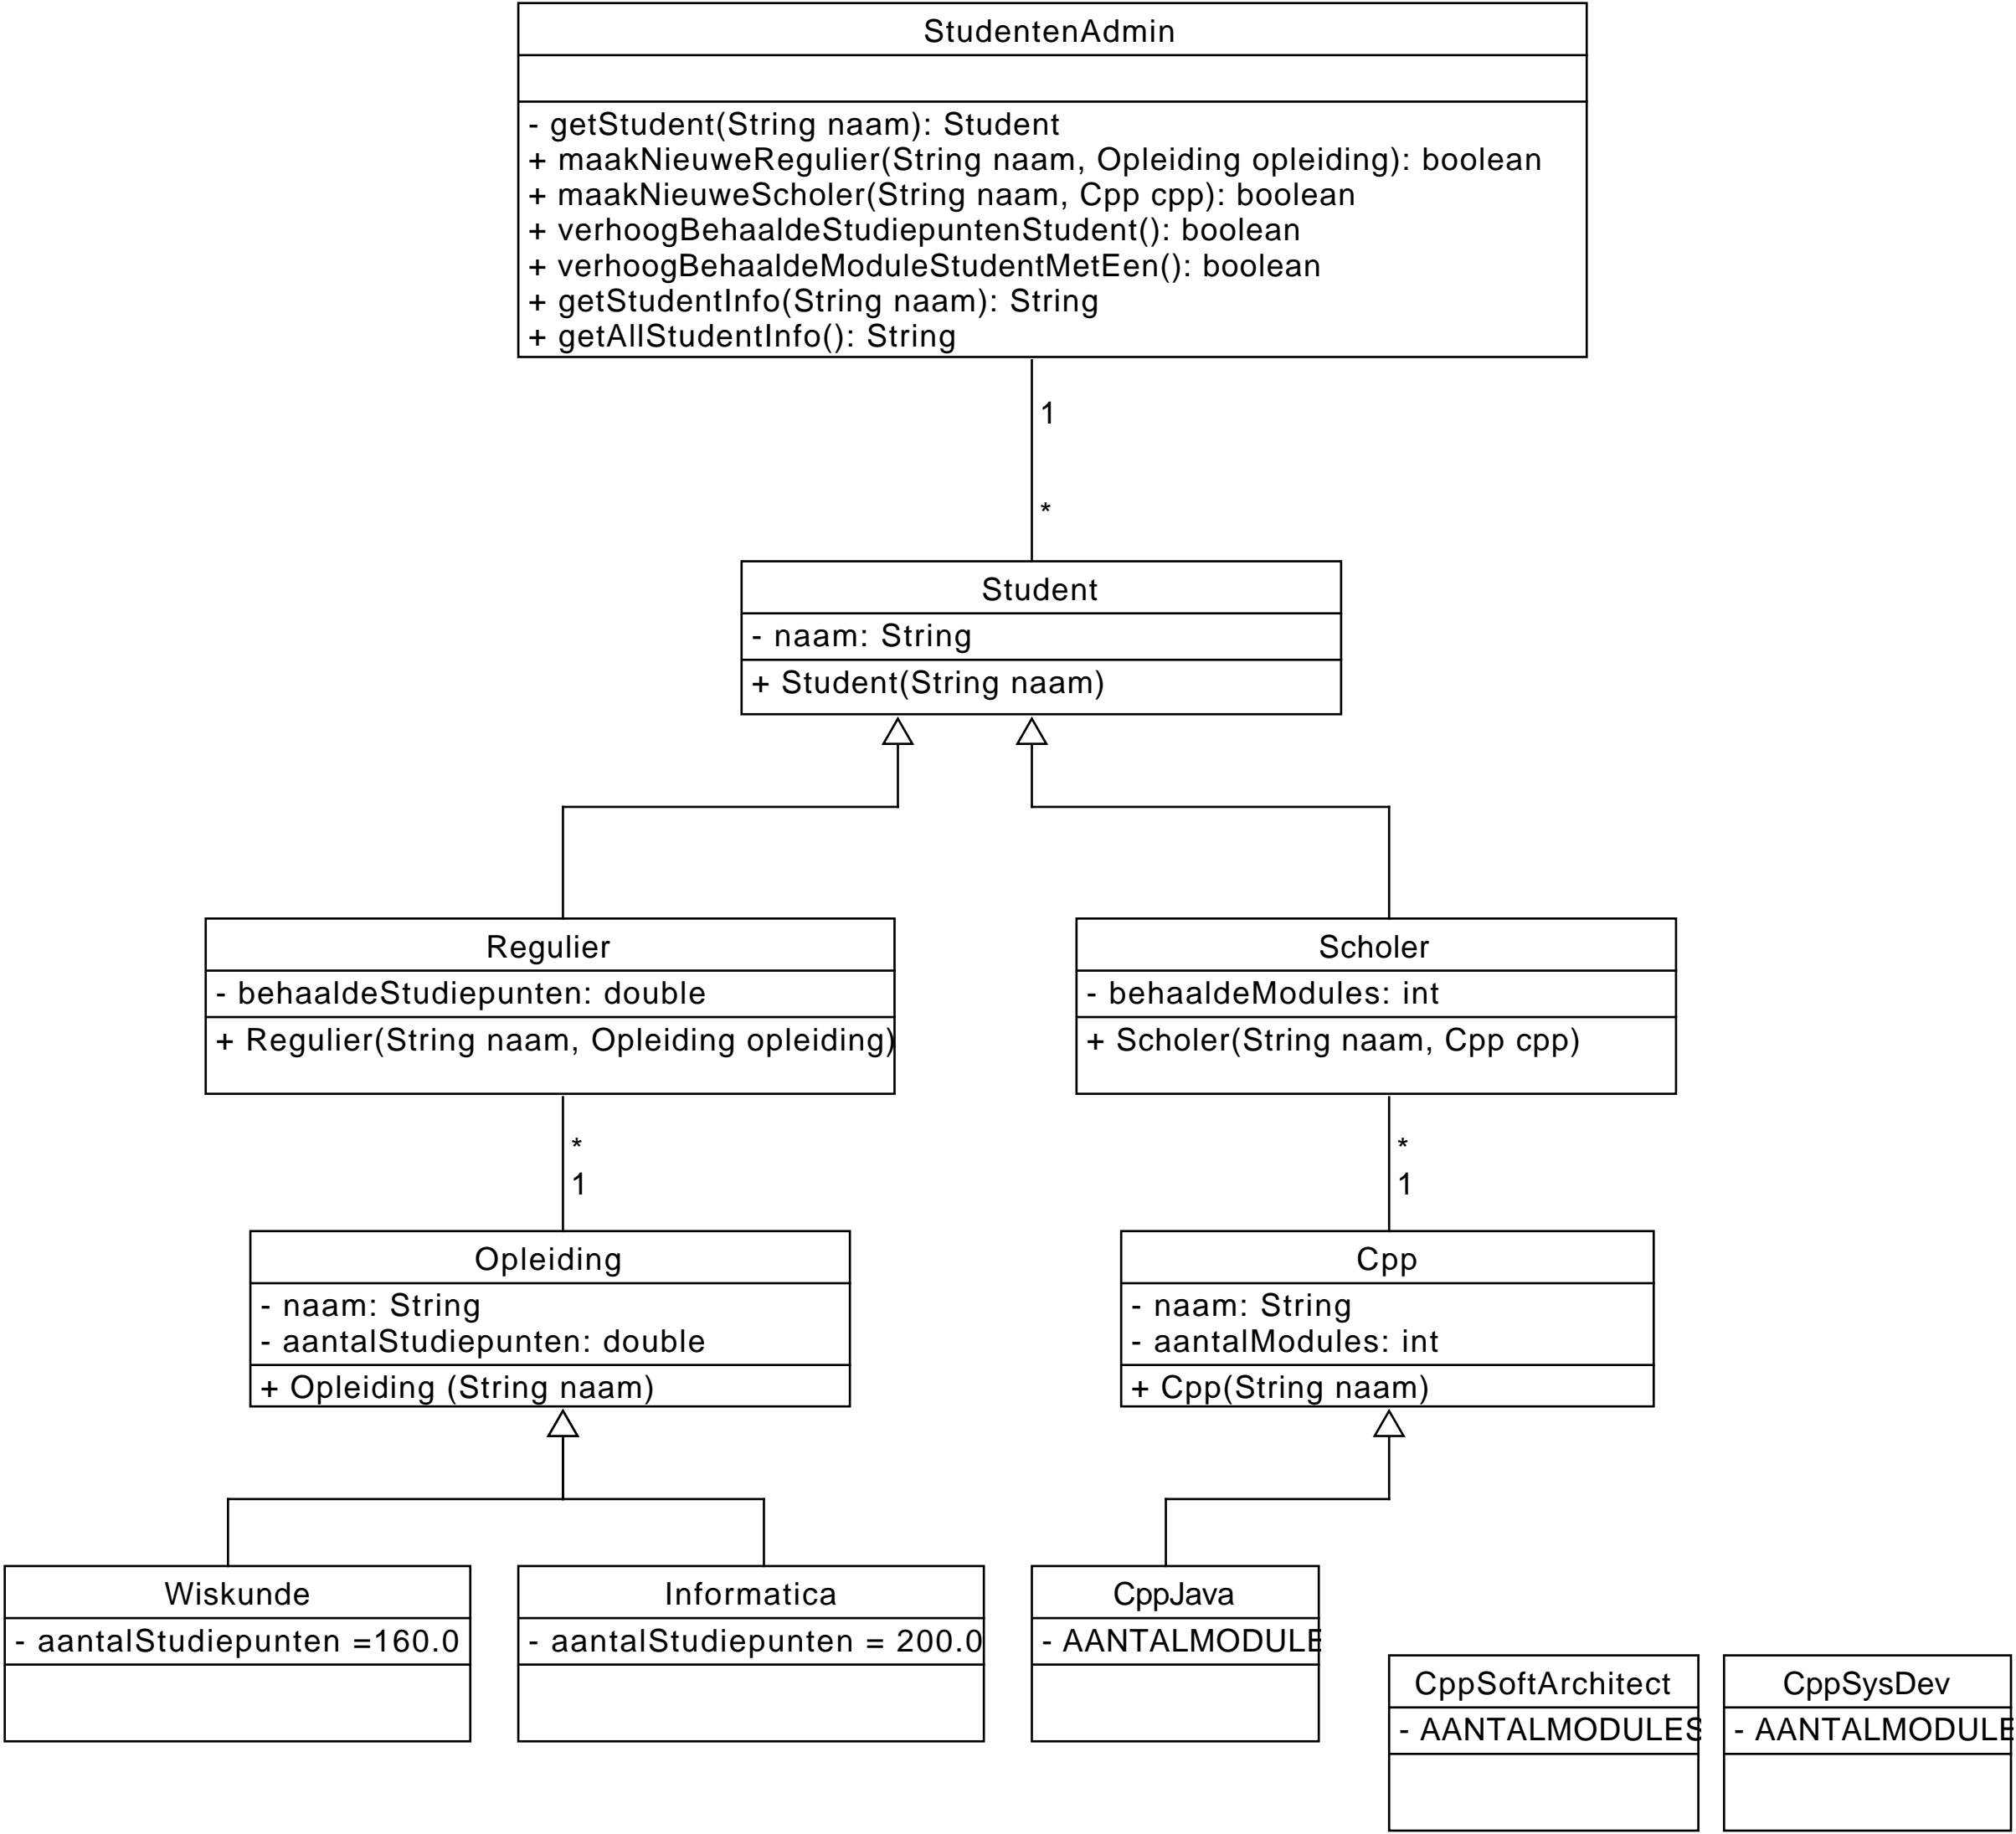 StudentenAdmin
- getStudent(String naam): Student
+ maakNieuweRegulier(String naam, Opleiding opleiding): boolean
+ maakNieuweScholer(String naam, Cpp cpp): boolean
+ verhoogBehaaldeStudiepuntenStudent(): boolean
+ verhoogBehaaldeModuleStudentMetEen(): boolean
+ getStudentInfo(String naam): String
+ getAllStudentInfo(): String
1
*
Student
- naam: String
+ Student(String naam)
Regulier
- behaaldeStudiepunten: double
+ Regulier(String naam, Opleiding opleiding)
Scholer
- behaaldeModules: int
+ Scholer(String naam, Cpp cpp)
*
1
*
1
Opleiding
- naam: String
- aantalStudiepunten: double
+ Opleiding (String naam)
Cpp
- naam: String
- aantalModules: int
+ Cpp(String naam)
Wiskunde
- aantalStudiepunten =160.0
Informatica
- aantalStudiepunten = 200.0
CppJava
- AANTALMODULE
CppSoftArchitect
- AANTALMODULES
CppSysDev
- AANTALMODULE